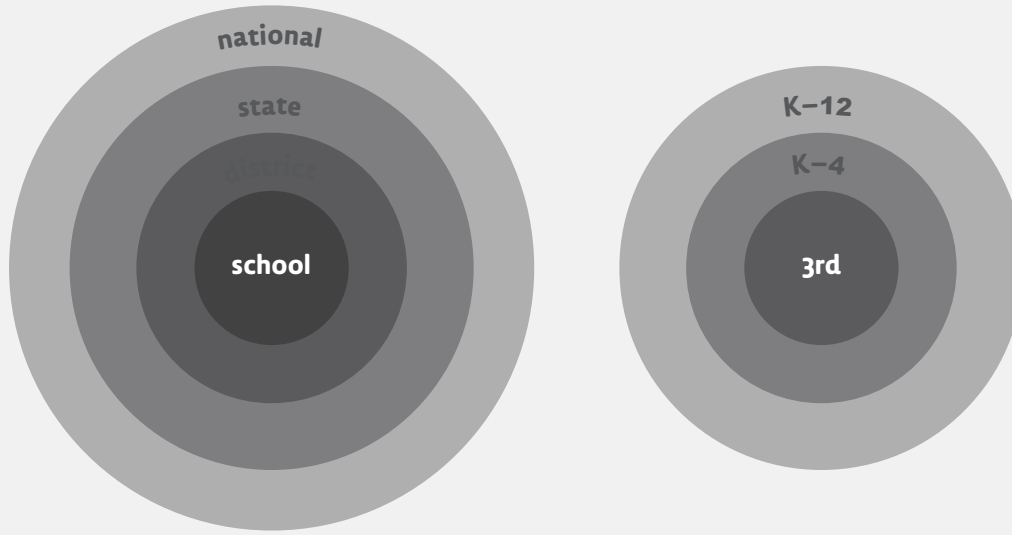 national
state
district
school
K–12
K–4
3rd